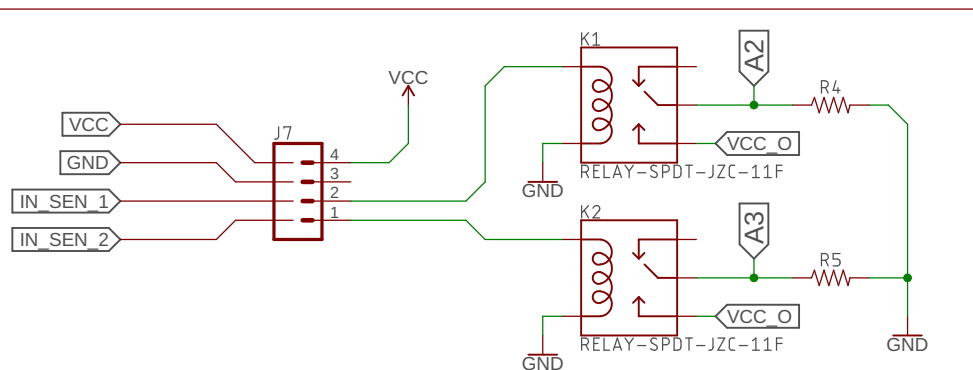 K1
A2
VCC
R4
VCC
J7
GND
4
3
VCC_O
IN_SEN_1
2
GND
RELAY-SPDT-JZC-11F
IN_SEN_2
1
K2
A3
R5
VCC_O
GND
RELAY-SPDT-JZC-11F
GND